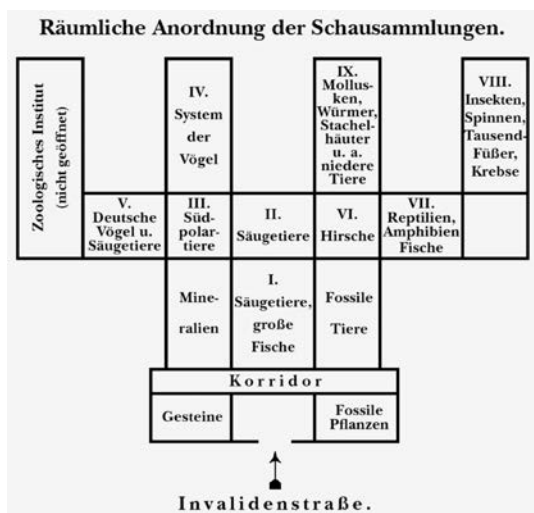 Räumliche Anordnung der Schausammlungen.
Zoologisches Institut
(nicht geöffnet)
IV.
System
der
Vögel
IX.
Mollus-
ken,
Würmer,
Stachel-
häuter
u. a.
niedere
Tiere
VIII.
Insekten,
Spinnen,
Tausend-
Füßer,
Krebse
V.
Deutsche
Vögel u.
Säugetiere
III.
Süd-
polar-
tiere
II.
Säugetiere
VI.
Hirsche
VII.
Reptilien,
Amphibien
Fische
Mine-
ralien
I.
Säugetiere,
große
Fische
Fossile
Tiere
Korridor
Gesteine
Fossile
Pflanzen
Invalidenstraße.